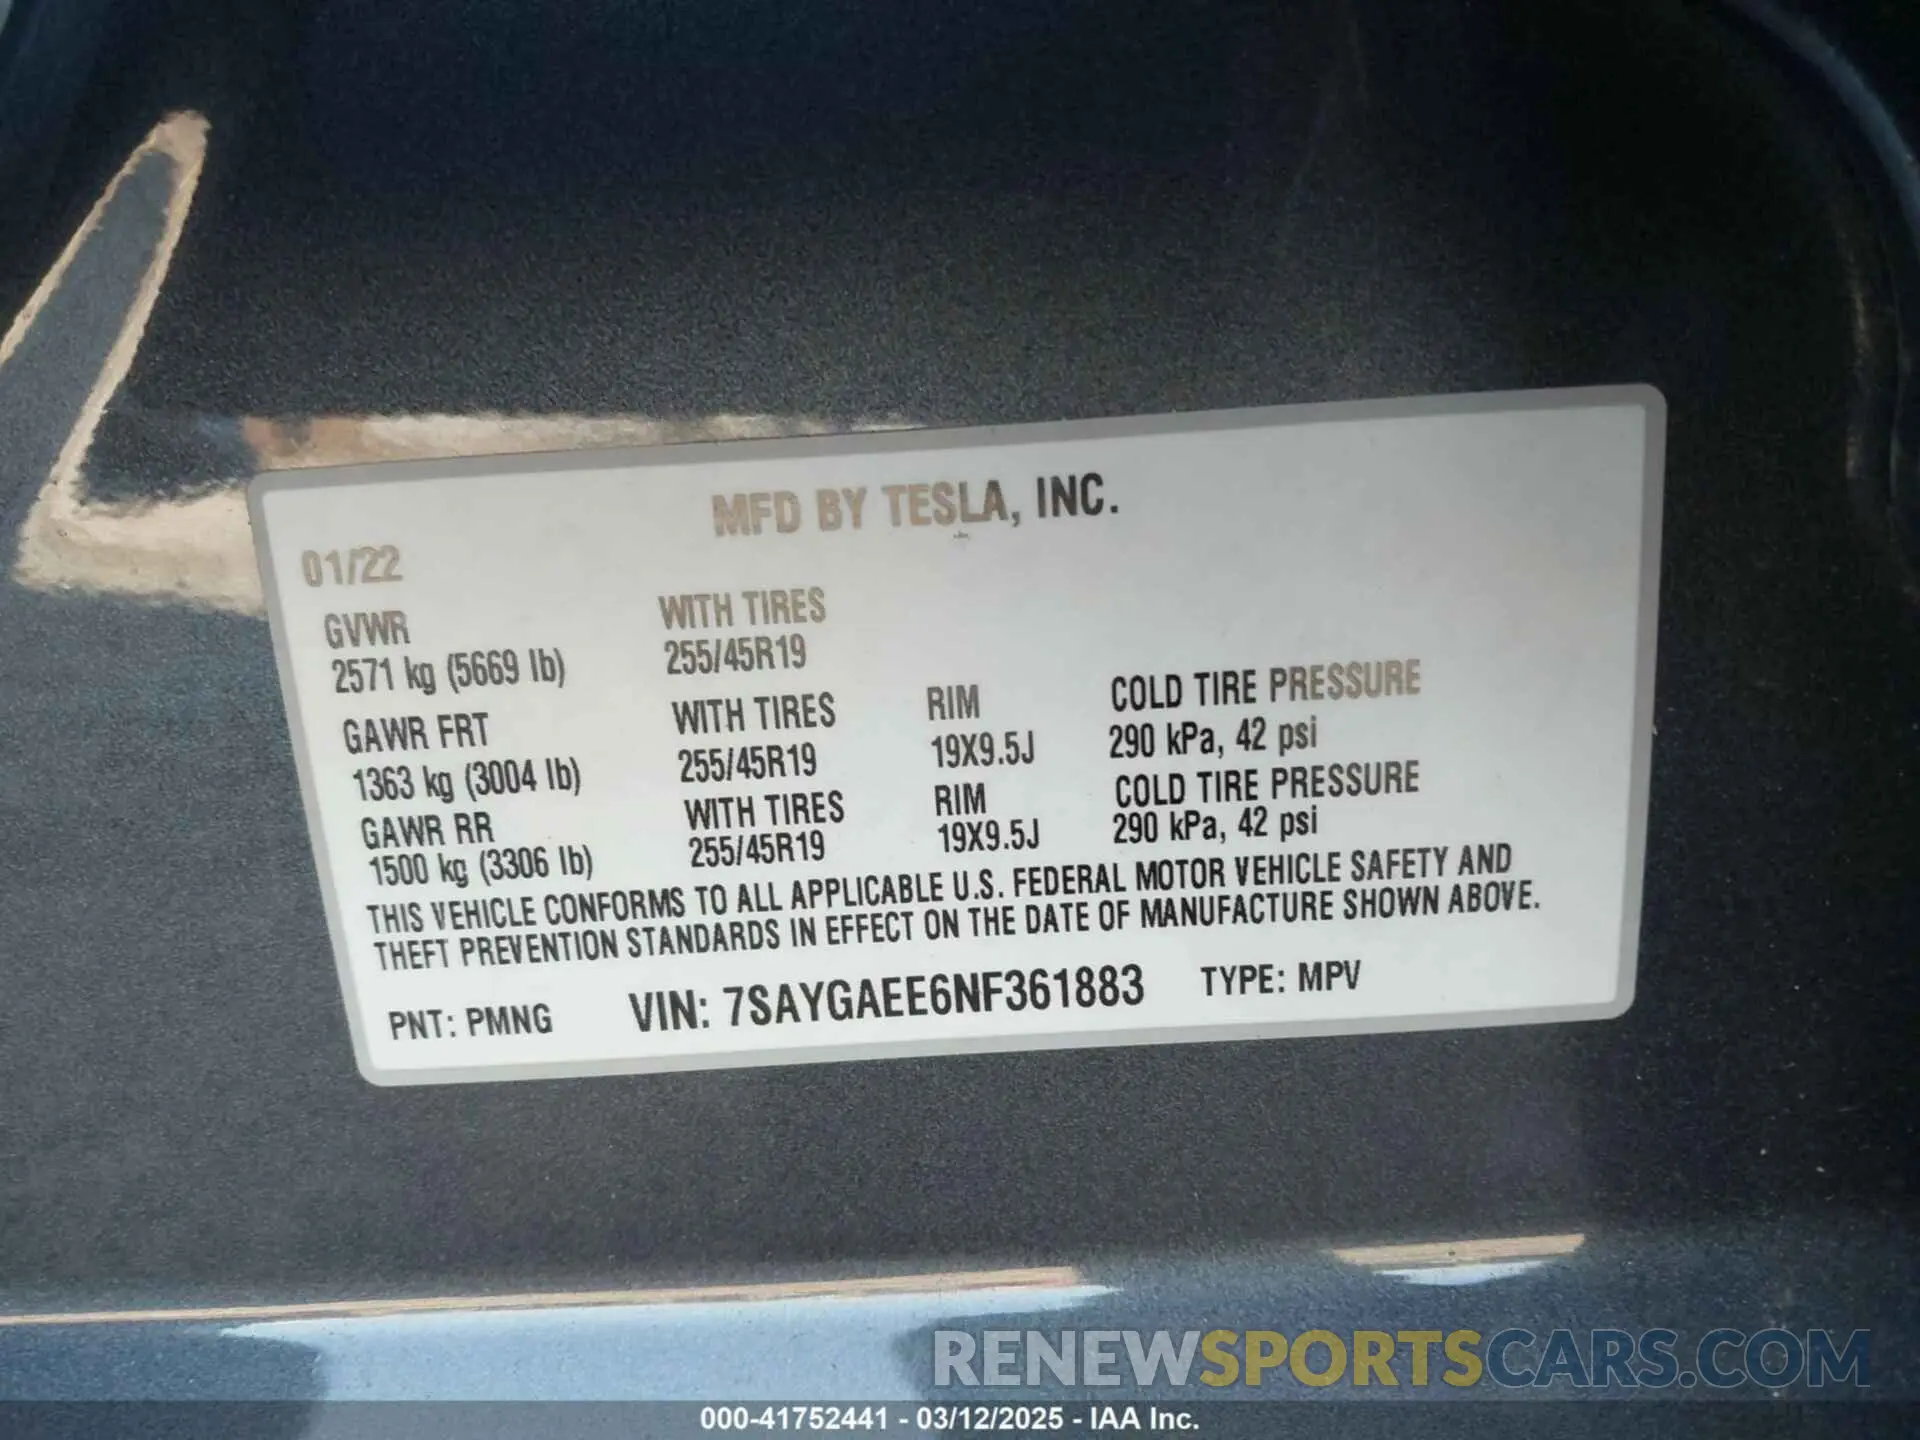 MFD BY TESLA, INC.
01/22
GVWR WITH TIRES
2571 kg (5669 lb) 255/45R19
GAWR FRT WITH TIRES RIM COLD TIRE PRESSURE
1363 kg (3004 lb) 255/45R19 19X9.5J 290 kPa, 42 psi
GAWR RR WITH TIRES RIM COLD TIRE PRESSURE
1500 kg (3306 lb) 255/45R19 19X9.5J 290 kPa, 42 psi
THIS VEHICLE CONFORMS TO ALL APPLICABLE U.S. FEDERAL MOTOR VEHICLE SAFETY AND
THEFT PREVENTION STANDARDS IN EFFECT ON THE DATE OF MANUFACTURE SHOWN ABOVE.
PNT: PMNG VIN: 7SAYGAEE6NF361883 TYPE: MPV
RENEWSPORTSCARS.COM
000-41752441 - 03/12/2025 - IAA Inc.